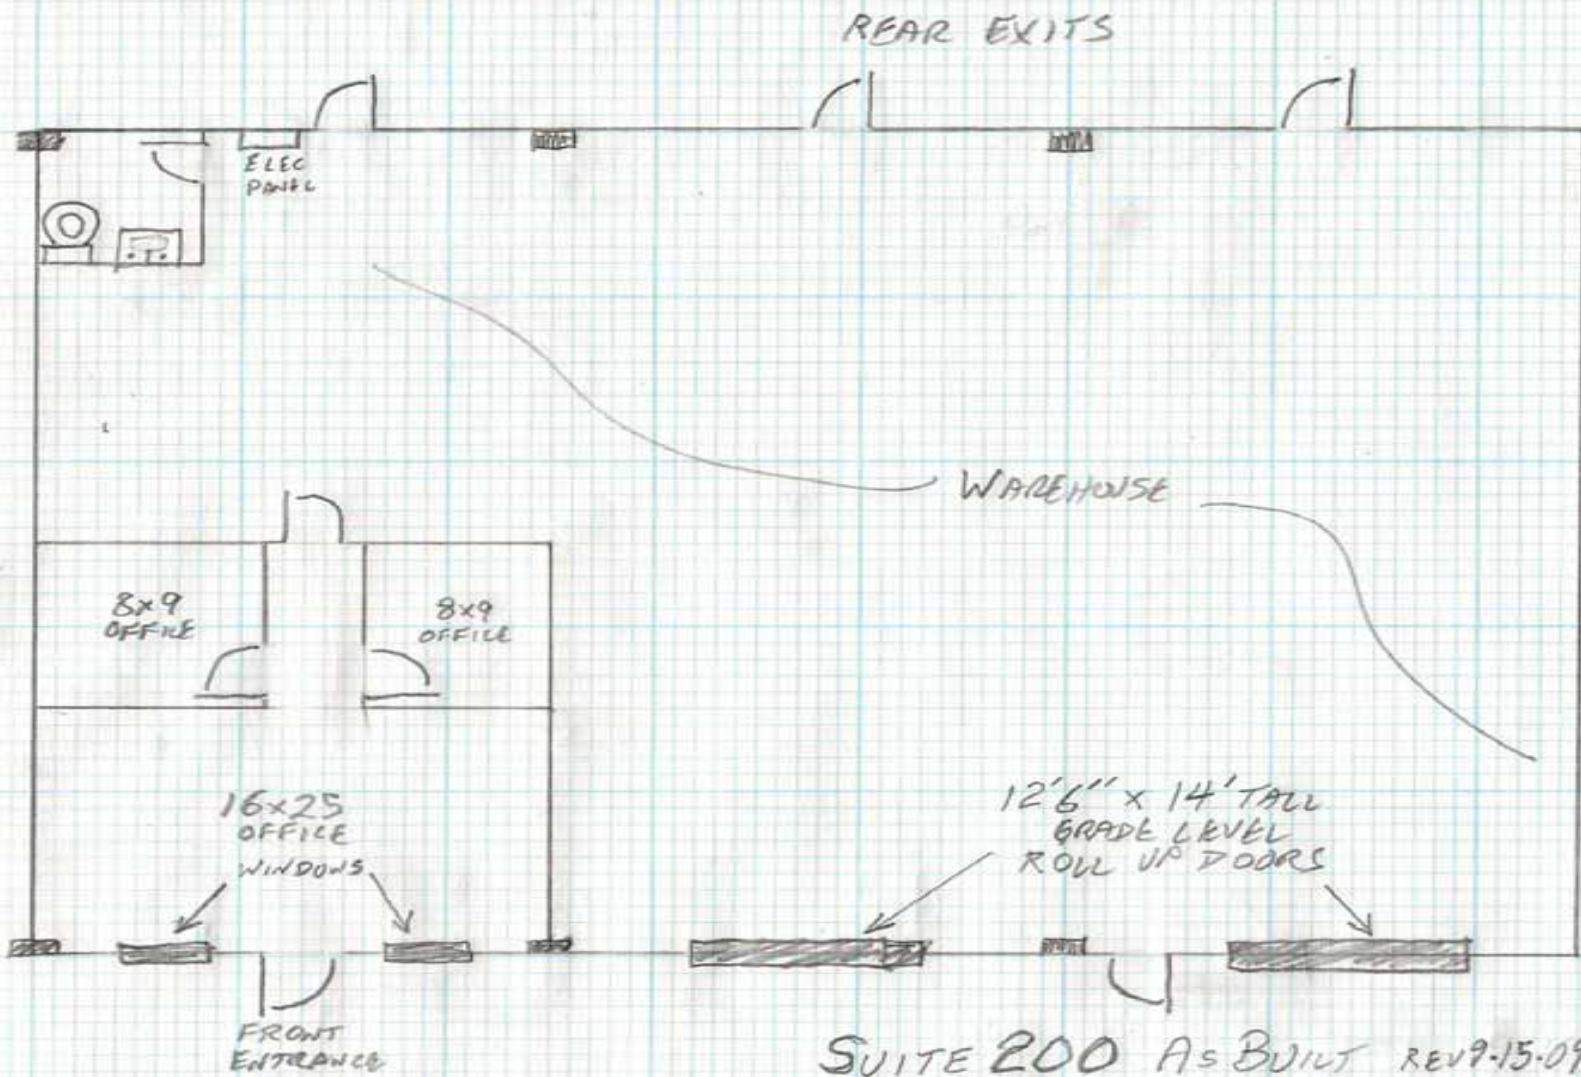 REAR EXITS
ELEC
PANEL
WAREHOUSE
8x9
OFFICE
8x9
OFFICE
16x25
OFFICE
WINDOWS
12'6" x 14' TALL
GRADE LEVEL
ROLL UP DOORS
FRONT
ENTRANCE
SUITE 200 AS BUILT REV 9-15-09